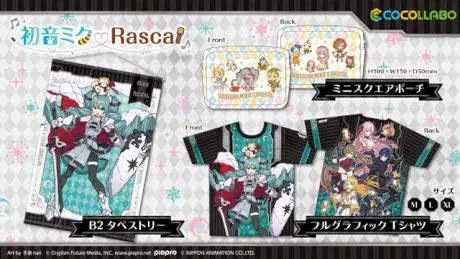 初音ミク♡Rascal
COCOLLABO
Front
Back
H100×W150×D50mm
ミニスクエアポーチ
Front
Back
B2 タペストリー
サイズ
M L XL
フルグラフィック Tシャツ
© Crypton Future Media, INC. www.piapro.net piapro © NIPPON ANIMATION CO.,LTD.